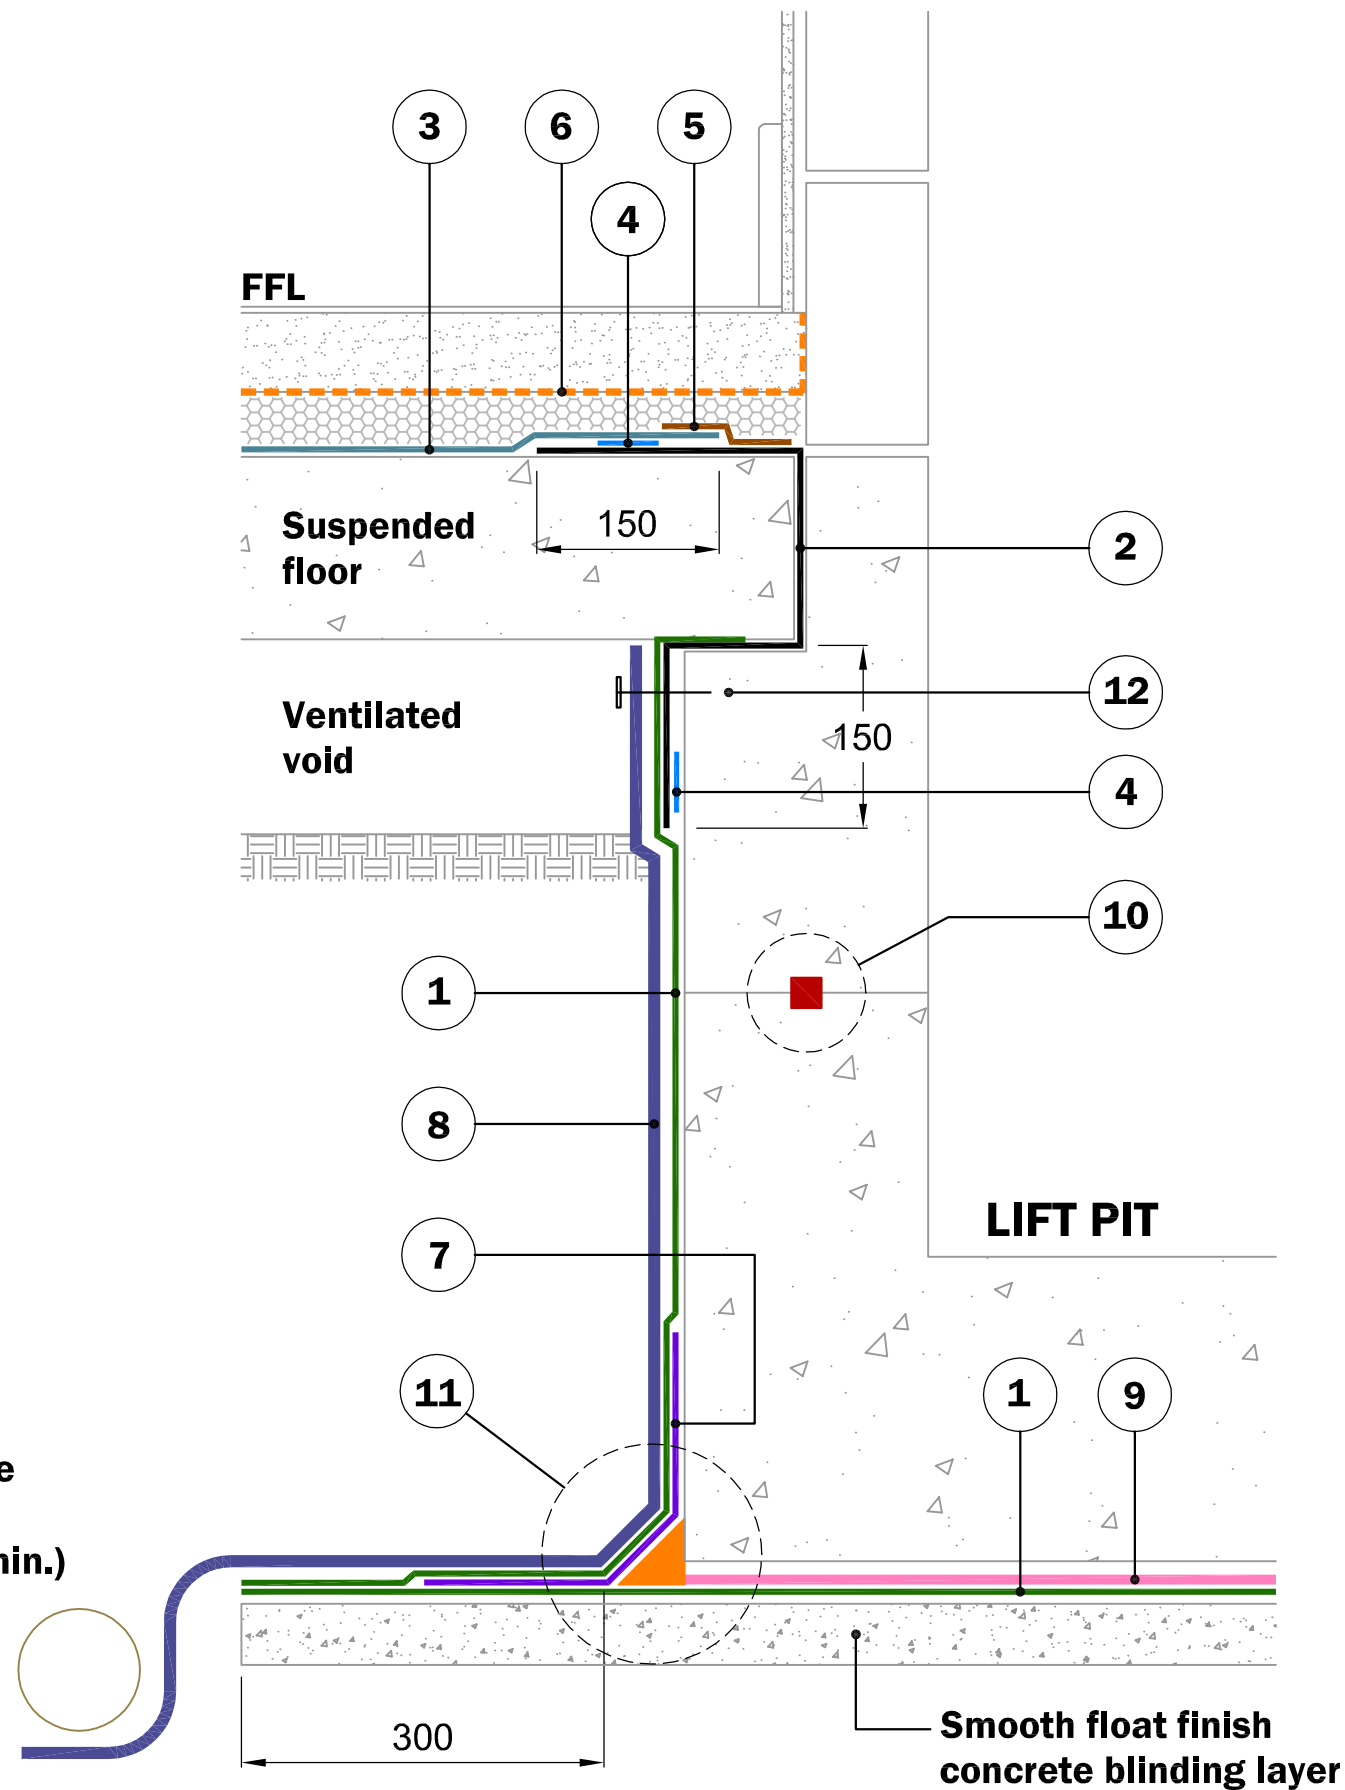 3
6
5
4
FFL
150
Suspended
floor
2
12
Ventilated
void
150
4
10
1
8
LIFT PIT
7
11
1
9
300
Smooth float finish
concrete blinding layer